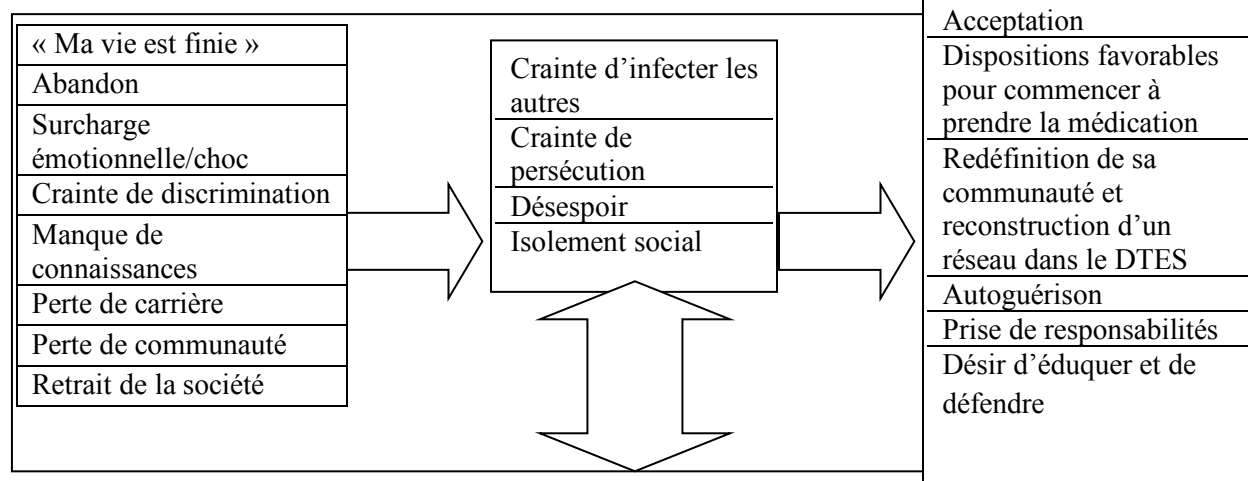 « Ma vie est finie »
Abandon
Surcharge
émotionnelle/choc
Crainte de discrimination
Manque de
connaissances
Perte de carrière
Perte de communauté
Retrait de la société
Crainte d’infecter les
autres
Crainte de
persécution
Désespoir
Isolement social
Acceptation
Dispositions favorables
pour commencer à
prendre la médication
Redéfinition de sa
communauté et
reconstruction d’un
réseau dans le DTES
Autoguérison
Prise de responsabilités
Désir d’éduquer et de
défendre